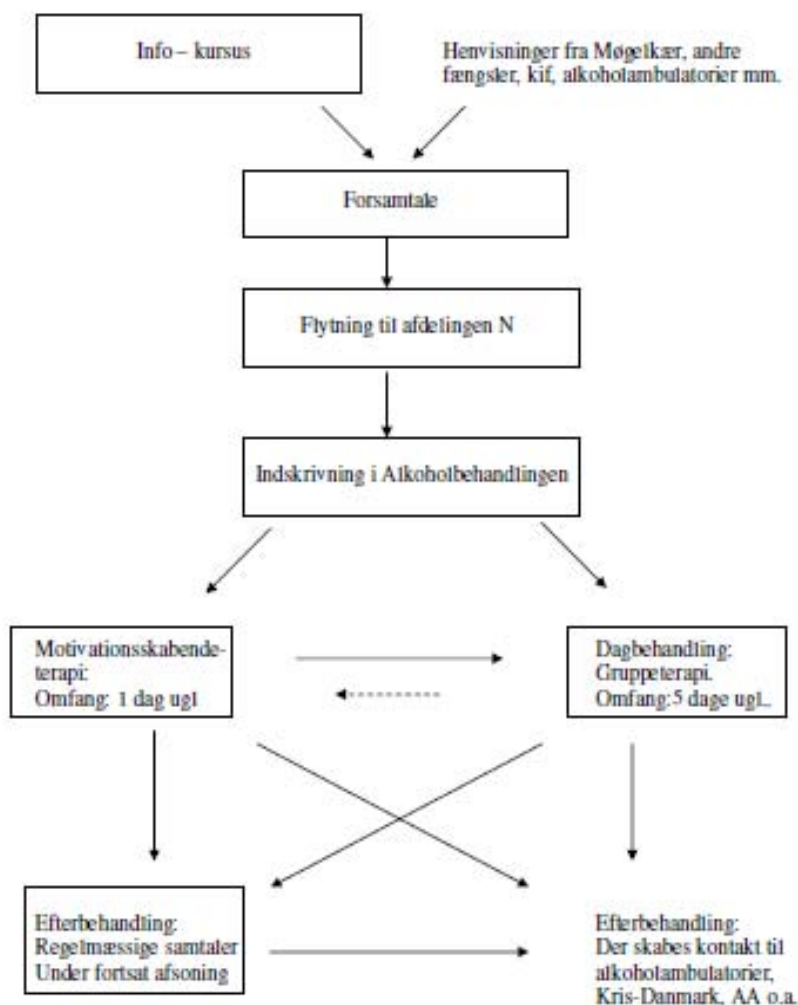 Info – kursus
Henvisninger fra Møgelkær, andre
fængsler, kif, alkoholambulatorier mm.
Forsamtale
Flytning til afdelingen N
Indskrivning i Alkoholbehandlingen
Motivationsskabende-
terapi:
Omfang: 1 dag ugl
Dagbehandling:
Gruppeterapi.
Omfang:5 dage ugl..
Efterbehandling:
Regelmæssige samtaler
Under fortsat afsoning
Efterbehandling:
Der skabes kontakt til
alkoholambulatorier,
Kris-Danmark, AA o.a.